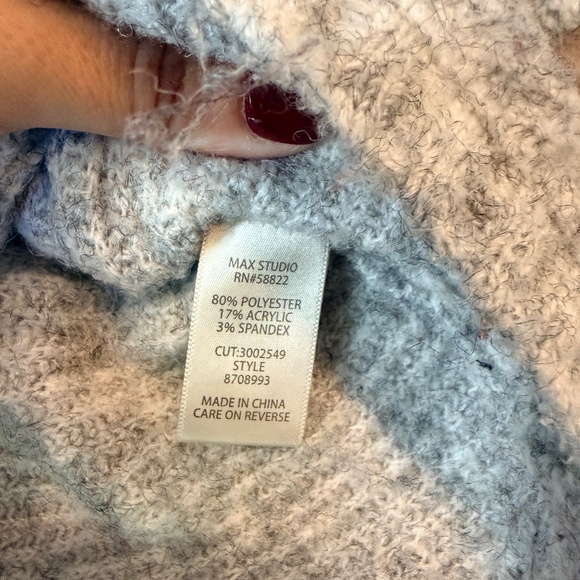 MAX STUDIO
RN#58822
80% POLYESTER
17% ACRYLIC
3% SPANDEX
CUT:3002549
STYLE
8708993
MADE IN CHINA
CARE ON REVERSE